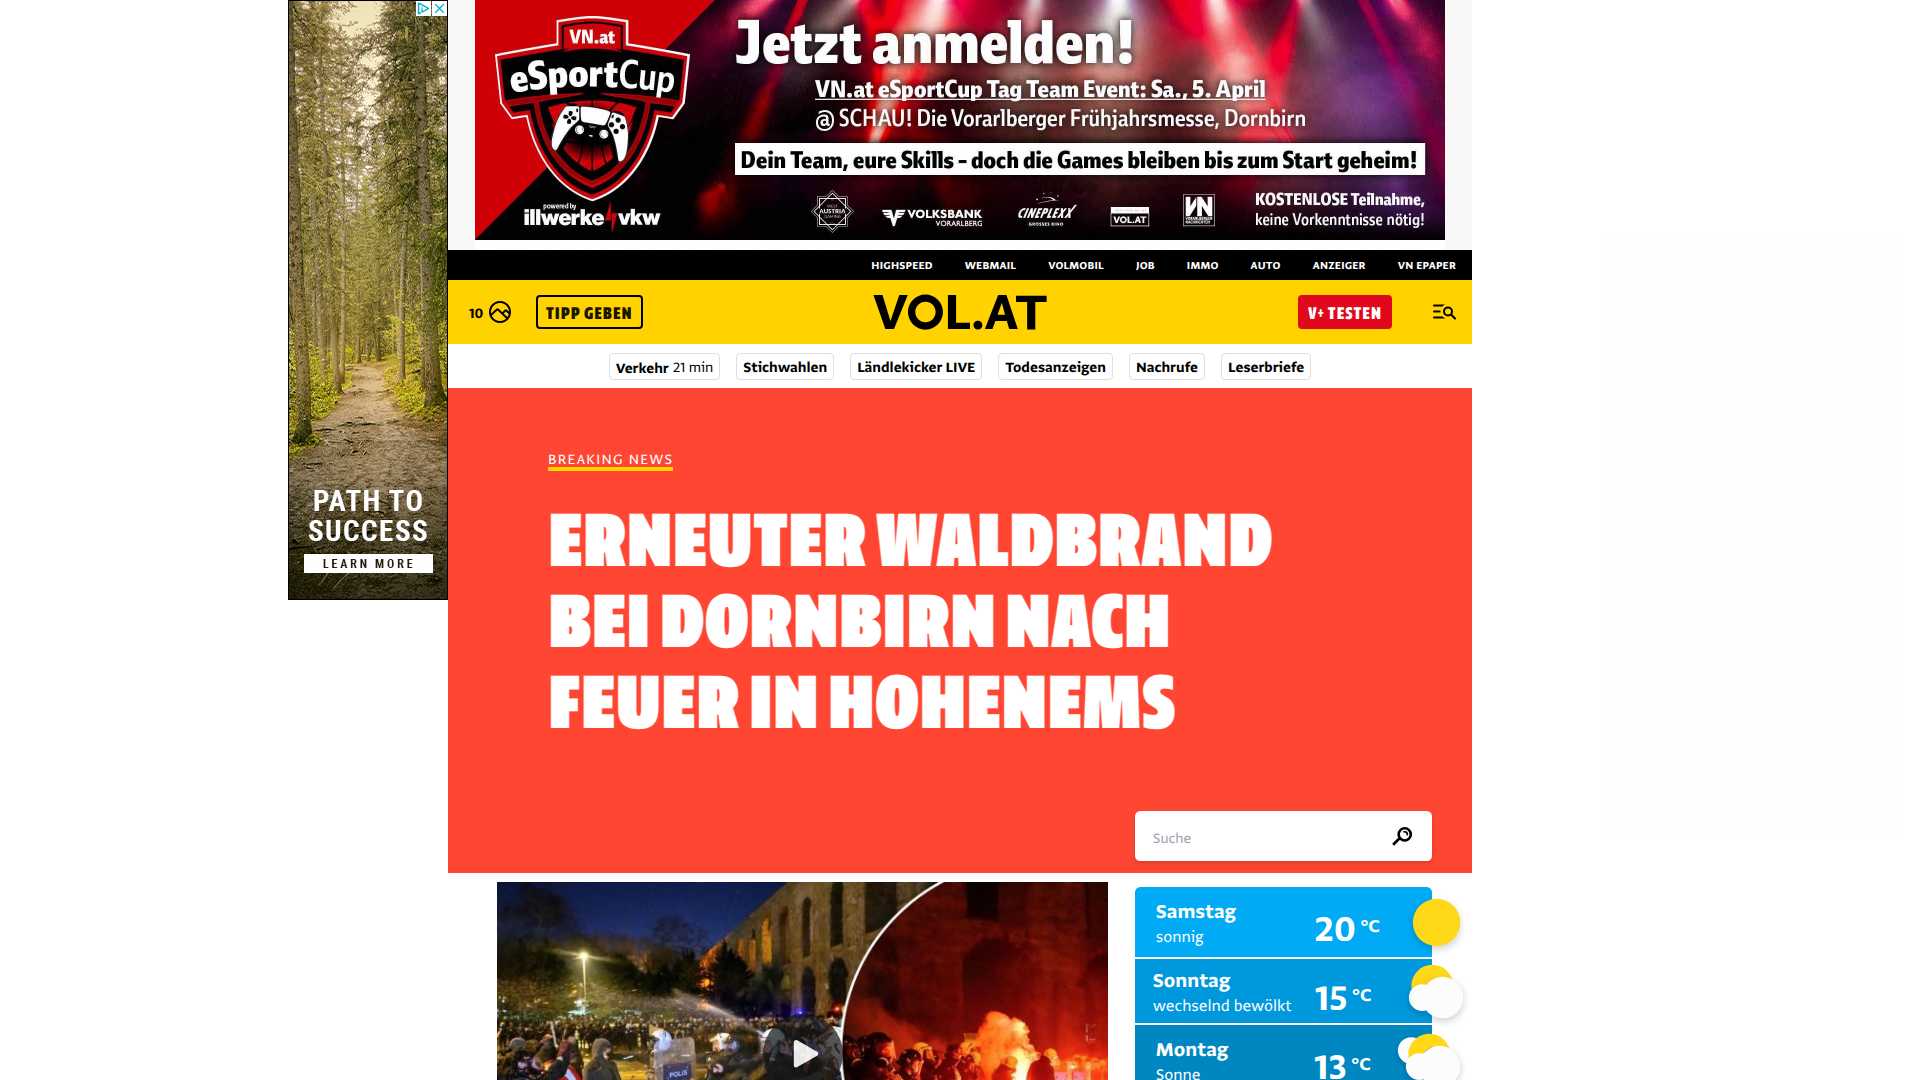 PATH TO
SUCCESS
LEARN MORE
VN.at
eSportCup
powered by
illwerke vkw
Jetzt anmelden!
VN.at eSportCup Tag Team Event: Sa., 5. April
@ SCHAU! Die Vorarlberger Frühjahrsmesse, Dornbirn
Dein Team, eure Skills – doch die Games bleiben bis zum Start geheim!
AUSTRIA
VOLKSBANK
VORARLBERG
CINEPLEXX
GROSSES KINO
VOL.AT
VN
KOSTENLOSE Teilnahme,
keine Vorkenntnisse nötig!
HIGHSPEED WEBMAIL VOLMOBIL JOB IMMO AUTO ANZEIGER VN EPAPER
10 TIPP GEBEN VOL.AT V+ TESTEN
Verkehr 21 min Stichwahlen Ländlekicker LIVE Todesanzeigen Nachrufe Leserbriefe
BREAKING NEWS
ERNEUTER WALDBRAND
BEI DORNBIRN NACH
FEUER IN HOHENEMS
Suche
Samstag
sonnig
20 °C
Sonntag
wechselnd bewölkt
15 °C
Montag
Sonne
13 °C
POLIS